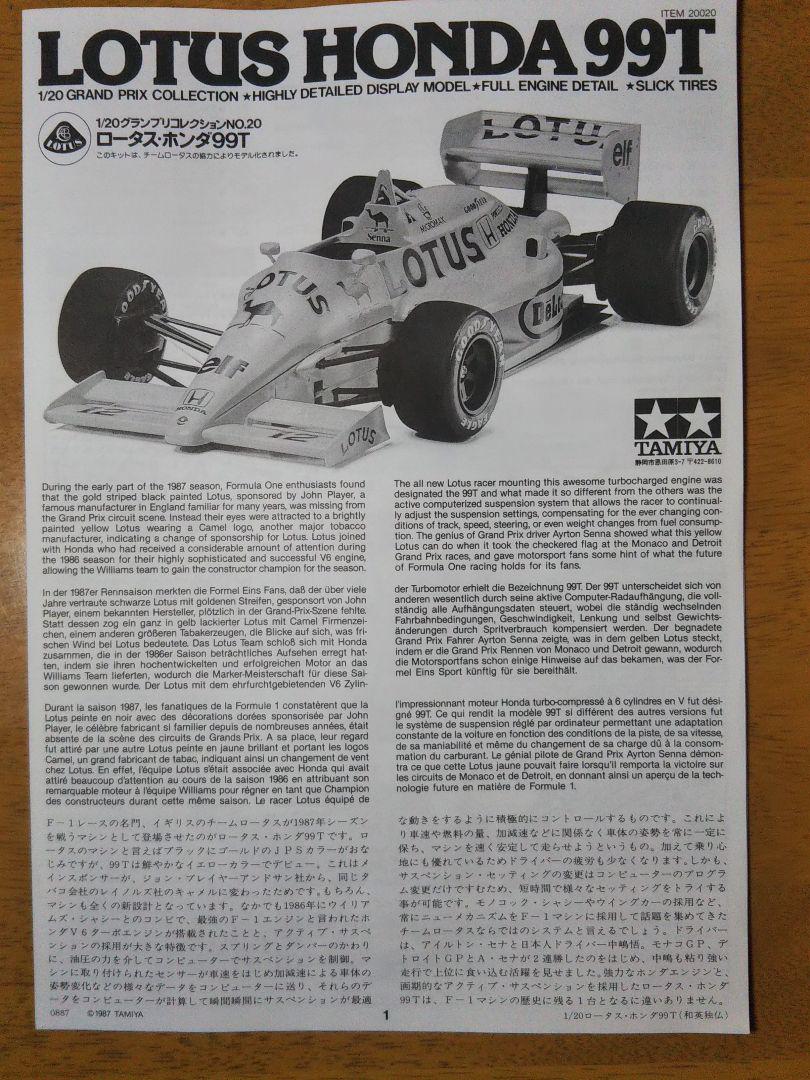 ITEM 20020
LOTUS HONDA 99T
1/20 GRAND PRIX COLLECTION ★HIGHLY DETAILED DISPLAY MODEL★FULL ENGINE DETAIL ★SLICK TIRES
LOTUS
1/20グランプリコレクションNO.20
ロータス・ホンダ99T
このキットは、チームロータスの協力によりモデル化されました。
LOTUS
elf
GOODYEAR
Senna
MICROMAX
HONDA
LOTUS
LOTUS
GOODYEAR
GOODYEAR
EAGLE
elf
HONDA
12
12
LOTUS
TAMIYA
静岡市恩田原3-7 〒422-8610
During the early part of the 1987 season, Formula One enthusiasts found
that the gold striped black painted Lotus, sponsored by John Player, a
famous manufacturer in England familiar for many years, was missing from
the Grand Prix circuit scene. Instead their eyes were attracted to a brightly
painted yellow Lotus wearing a Camel logo, another major tobacco
manufacturer, indicating a change of sponsorship for Lotus. Lotus joined
with Honda who had received a considerable amount of attention during
the 1986 season for their highly sophisticated and successful V6 engine,
allowing the Williams team to gain the constructor champion for the season.
The all new Lotus racer mounting this awesome turbocharged engine was
designated the 99T and what made it so different from the others was the
active computerized suspension system that allows the racer to continual-
ly adjust the suspension settings, compensating for the ever changing con-
ditions of track, speed, steering, or even weight changes from fuel consump-
tion. The genius of Grand Prix driver Ayrton Senna showed what this yellow
Lotus can do when it took the checkered flag at the Monaco and Detroit
Grand Prix races, and gave motorsport fans some hint of what the future
of Formula One racing holds for its fans.
In der 1987er Rennsaison merkten die Formel Eins Fans, daß der über viele
Jahre vertraute schwarze Lotus mit goldenen Streifen, gesponsort von John
Player, einem bekannten Hersteller, plötzlich in der Grand-Prix-Szene fehlte.
Statt dessen zog ein ganz in gelb lackierter Lotus mit Camel Firmenzei-
chen, einem anderen größeren Tabakerzeugen, die Blicke auf sich, was fri-
schen Wind bei Lotus bedeutete. Das Lotus Team schloß sich mit Honda
zusammen, die in der 1986er Saison beträchtliches Aufsehen erregt hat-
ten, indem sie ihren hochentwickelten und erfolgreichen Motor an das
Williams Team lieferten, wodurch die Marker-Meisterschaft für diese Sai-
son gewonnen wurde. Der Lotus mit dem ehrfurchtgebietenden V6 Zylin-
der Turbomotor erhielt die Bezeichnung 99T. Der 99T unterscheidet sich von
anderen wesentlich durch seine aktive Computer-Radaufhängung, die voll-
ständig alle Aufhängungsdaten steuert, wobei die ständig wechselnden
Fahrbahnbedingungen, Geschwindigkeit, Lenkung und selbst Gewichts-
änderungen durch Spritverbrauch kompensiert werden. Der begnadete
Grand Prix Fahrer Ayrton Senna zeigte, was in dem gelben Lotus steckt,
indem er die Grand Prix Rennen von Monaco und Detroit gewann, wodurch
die Motorsportfans schon einige Hinweise auf das bekamen, was der For-
mel Eins Sport künftig für sie bereithält.
Durant la saison 1987, les fanatiques de la Formule 1 constatèrent que la
Lotus peinte en noir avec des décorations dorées sponsorisée par John
Player, le célèbre fabricant si familier depuis de nombreuses années, était
absente de la scène des circuits de Grands Prix. A sa place, leur regard
fut attiré par une autre Lotus peinte en jaune brillant et portant les logos
Camel, un grand fabricant de tabac, indiquant ainsi un changement de vent
chez Lotus. En effet, l'équipe Lotus s'était associée avec Honda qui avait
attiré beaucoup d'attention au cours de la saison 1986 en attribuant son
remarquable moteur à l'équipe Williams pour régner en tant que Champion
des constructeurs durant cette même saison. Le racer Lotus équipé de
l'impressionnant moteur Honda turbo-compressé à 6 cylindres en V fut dési-
gné 99T. Ce qui rendit la modèle 99T si différent des autres versions fut
le système de suspension réglé par ordinateur permettant une adaptation
constante de la voiture en fonction des conditions de la piste, de sa vitesse,
de sa maniabilité et même du changement de sa charge dû à la consom-
mation du carburant. Le génial pilote de Grand Prix Ayrton Senna démon-
tra ce que cette Lotus jaune pouvait faire lorsqu'il remporta la victoire sur
les circuits de Monaco et de Detroit, en donnant ainsi un aperçu de la tech-
nologie future en matière de Formule 1.
F-1レースの名門、イギリスのチームロータスが1987年シーズン
を戦うマシンとして登場させたのがロータス・ホンダ99Tです。ロ
ータスのマシンと言えばブラックにゴールドのJPSカラーがおな
じみですが、99Tは鮮やかなイエローカラーでデビュー。これはメ
インスポンサーが、ジョン・プレイヤーアンドサン社から、同じタ
バコ会社のレイノルズ社のキャメルに変わったためです。もちろん、
マシンも全くの新設計となっています。なかでも1986年にウイリア
ムズ・シャシーとのコンビで、最強のF-1エンジンと言われたホ
ンダV6ターボエンジンが搭載されたことと、アクティブ・サスペ
ンションの採用が大きな特徴です。スプリングとダンパーのかわり
に、油圧の力を介してコンピューターでサスペンションを制御。マ
シンに取り付けられたセンサーが車速をはじめ加減速による車体の
姿勢変化などの様々なデータをコンピューターに送り、それらのデ
ータをコンピューターが計算して瞬間瞬間にサスペンションが最適
な動きをするように積極的にコントロールするものです。これによ
り車速や燃料の量、加減速などに関係なく車体の姿勢を常に一定に
保ち、マシンを速く安定して走らせようというもの。加えて乗り心
地にも優れているためドライバーの疲労も少なくなります。しかも、
サスペンション・セッティングの変更はコンピューターのプログラ
ム変更だけですむため、短時間で様々なセッティングをトライする
事が可能です。モノコック・シャシーやウイングカーの採用など、
常にニューメカニズムをF-1マシンに採用して話題を集めてきた
チームロータスならではのシステムと言えるでしょう。ドライバー
は、アイルトン・セナと日本人ドライバー中嶋悟。モナコGP、デ
トロイトGPとA・セナが2連勝したのをはじめ、中嶋も粘り強い
走行で上位に食い込む活躍を見せました。強力なホンダエンジンと、
画期的なアクティブ・サスペンションを採用したロータス・ホンダ
99Tは、F-1マシンの歴史に残る1台となるに違いありません。
0887 ©1987 TAMIYA
1
1/20ロータス・ホンダ99T(和英独仏)